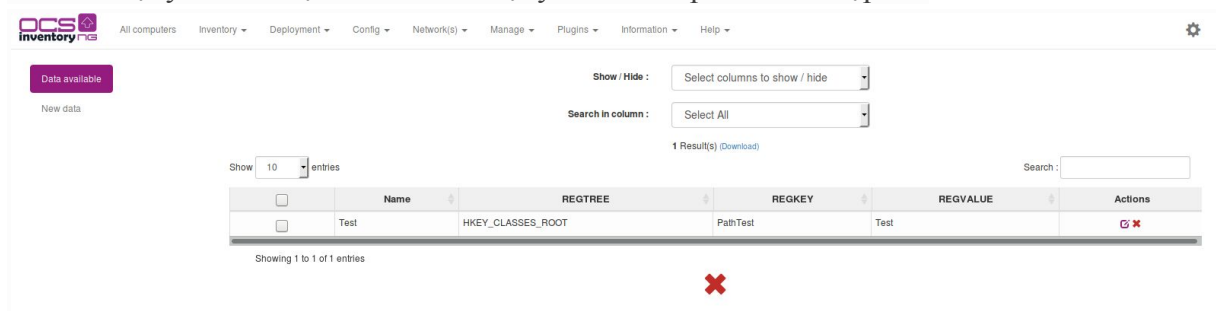 OCS inventory NG
All computers Inventory Deployment Config Network(s) Manage Plugins Information Help
Data available
New data
Show / Hide : Select columns to show / hide
Search in column : Select All
1 Result(s) (Download)
Show 10 entries Search :
Name REGTREE REGKEY REGVALUE Actions
Test HKEY_CLASSES_ROOT PathTest Test
Showing 1 to 1 of 1 entries